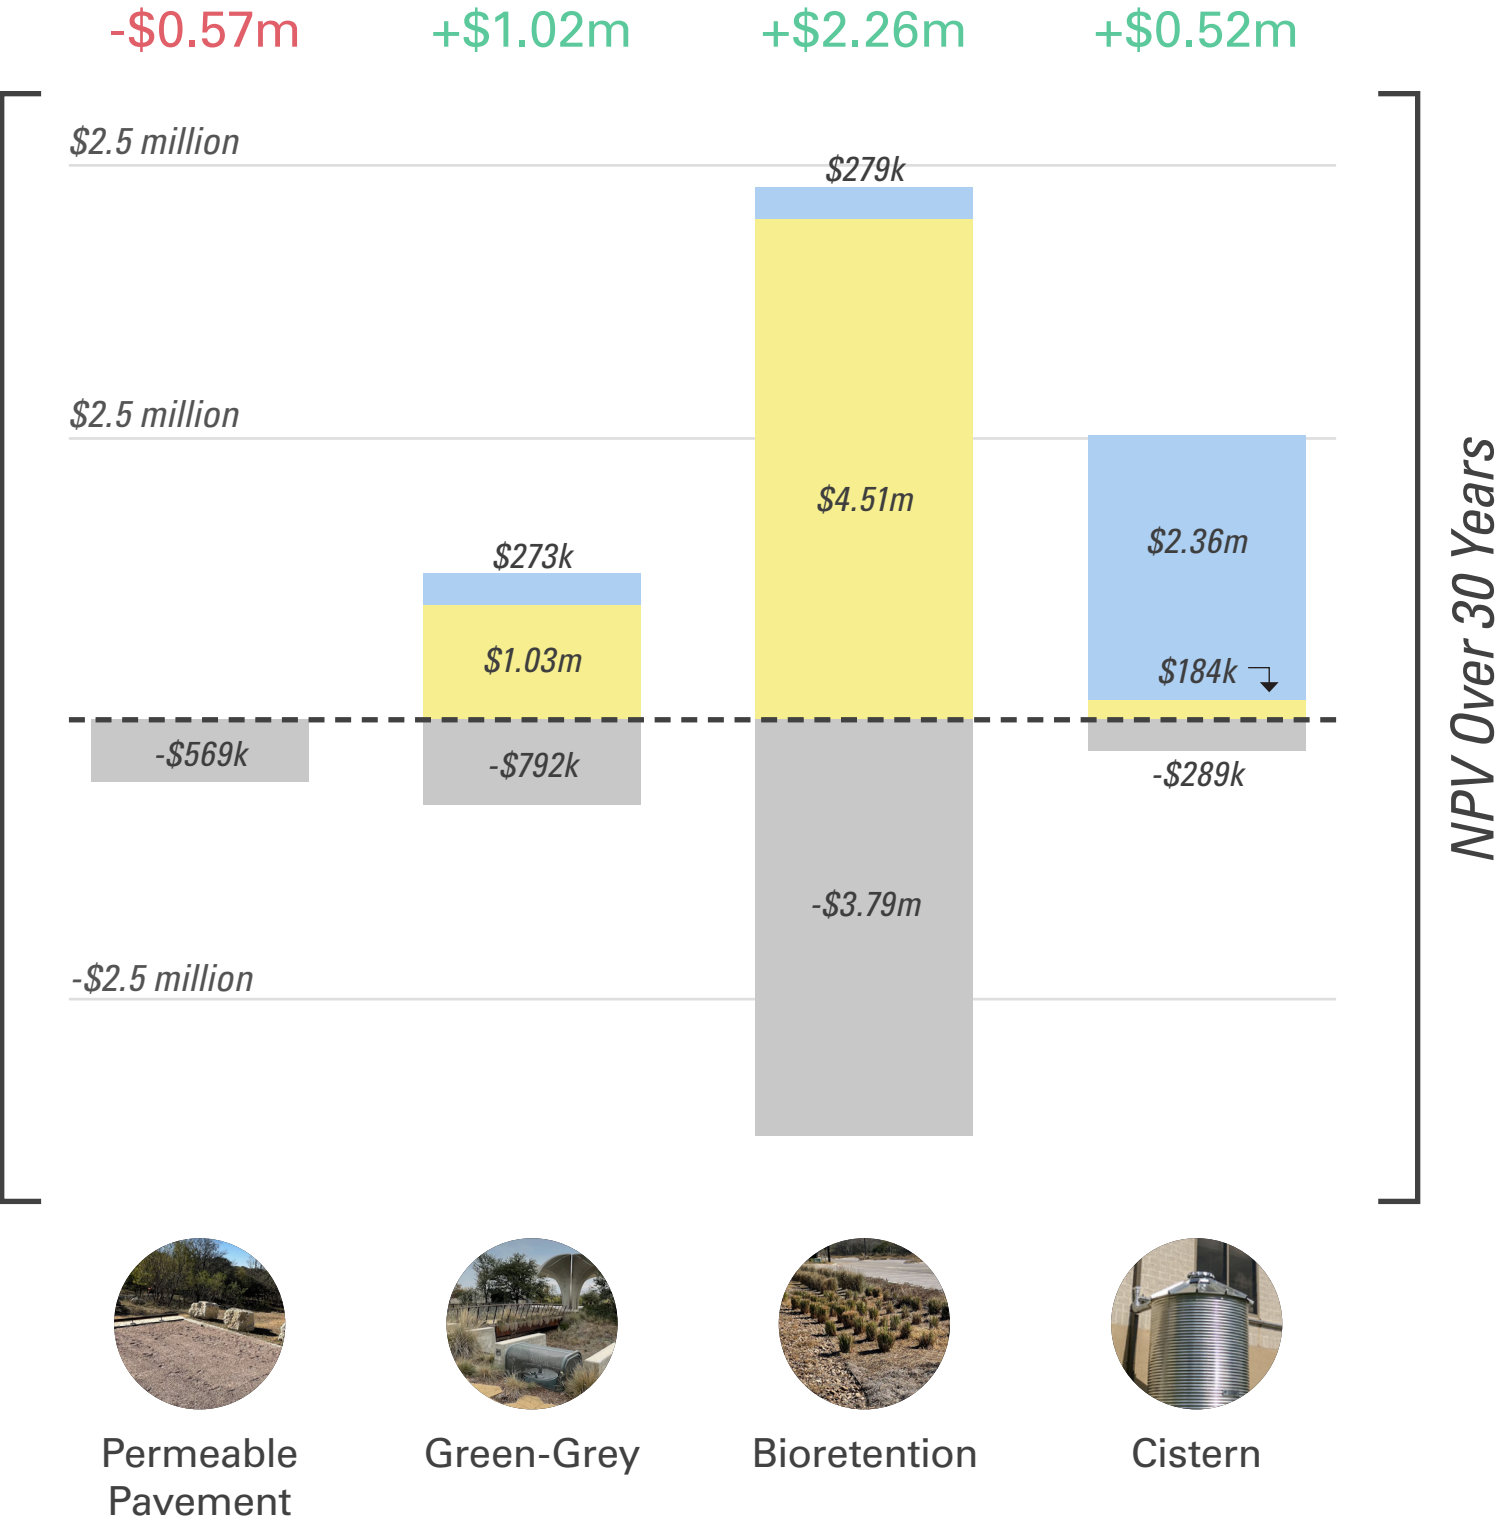 -$0.57m
+$1.02m
+$2.26m
+$0.52m
$2.5 million
$279k
$2.5 million
$4.51m
$2.36m
$273k
$1.03m
$184k
-$569k
-$792k
-$289k
-$3.79m
-$2.5 million
NPV Over 30 Years
Permeable
Pavement
Green-Grey
Bioretention
Cistern